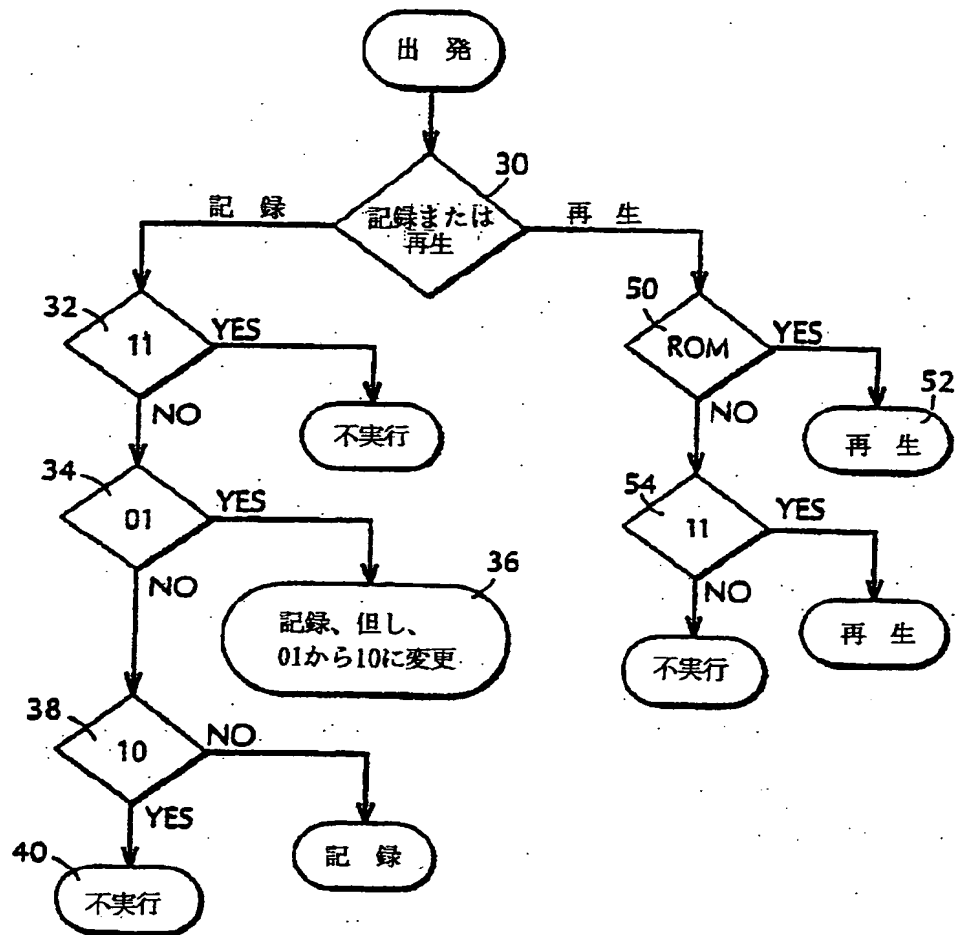 出 発
30
記録または
再生
記 録
再 生
32
11
YES
NO
不実行
34
01
YES
NO
36
記録、但し、
01から10に変更
38
10
NO
YES
記 録
40
不実行
50
ROM
YES
NO
52
再 生
54
11
YES
NO
再 生
不実行